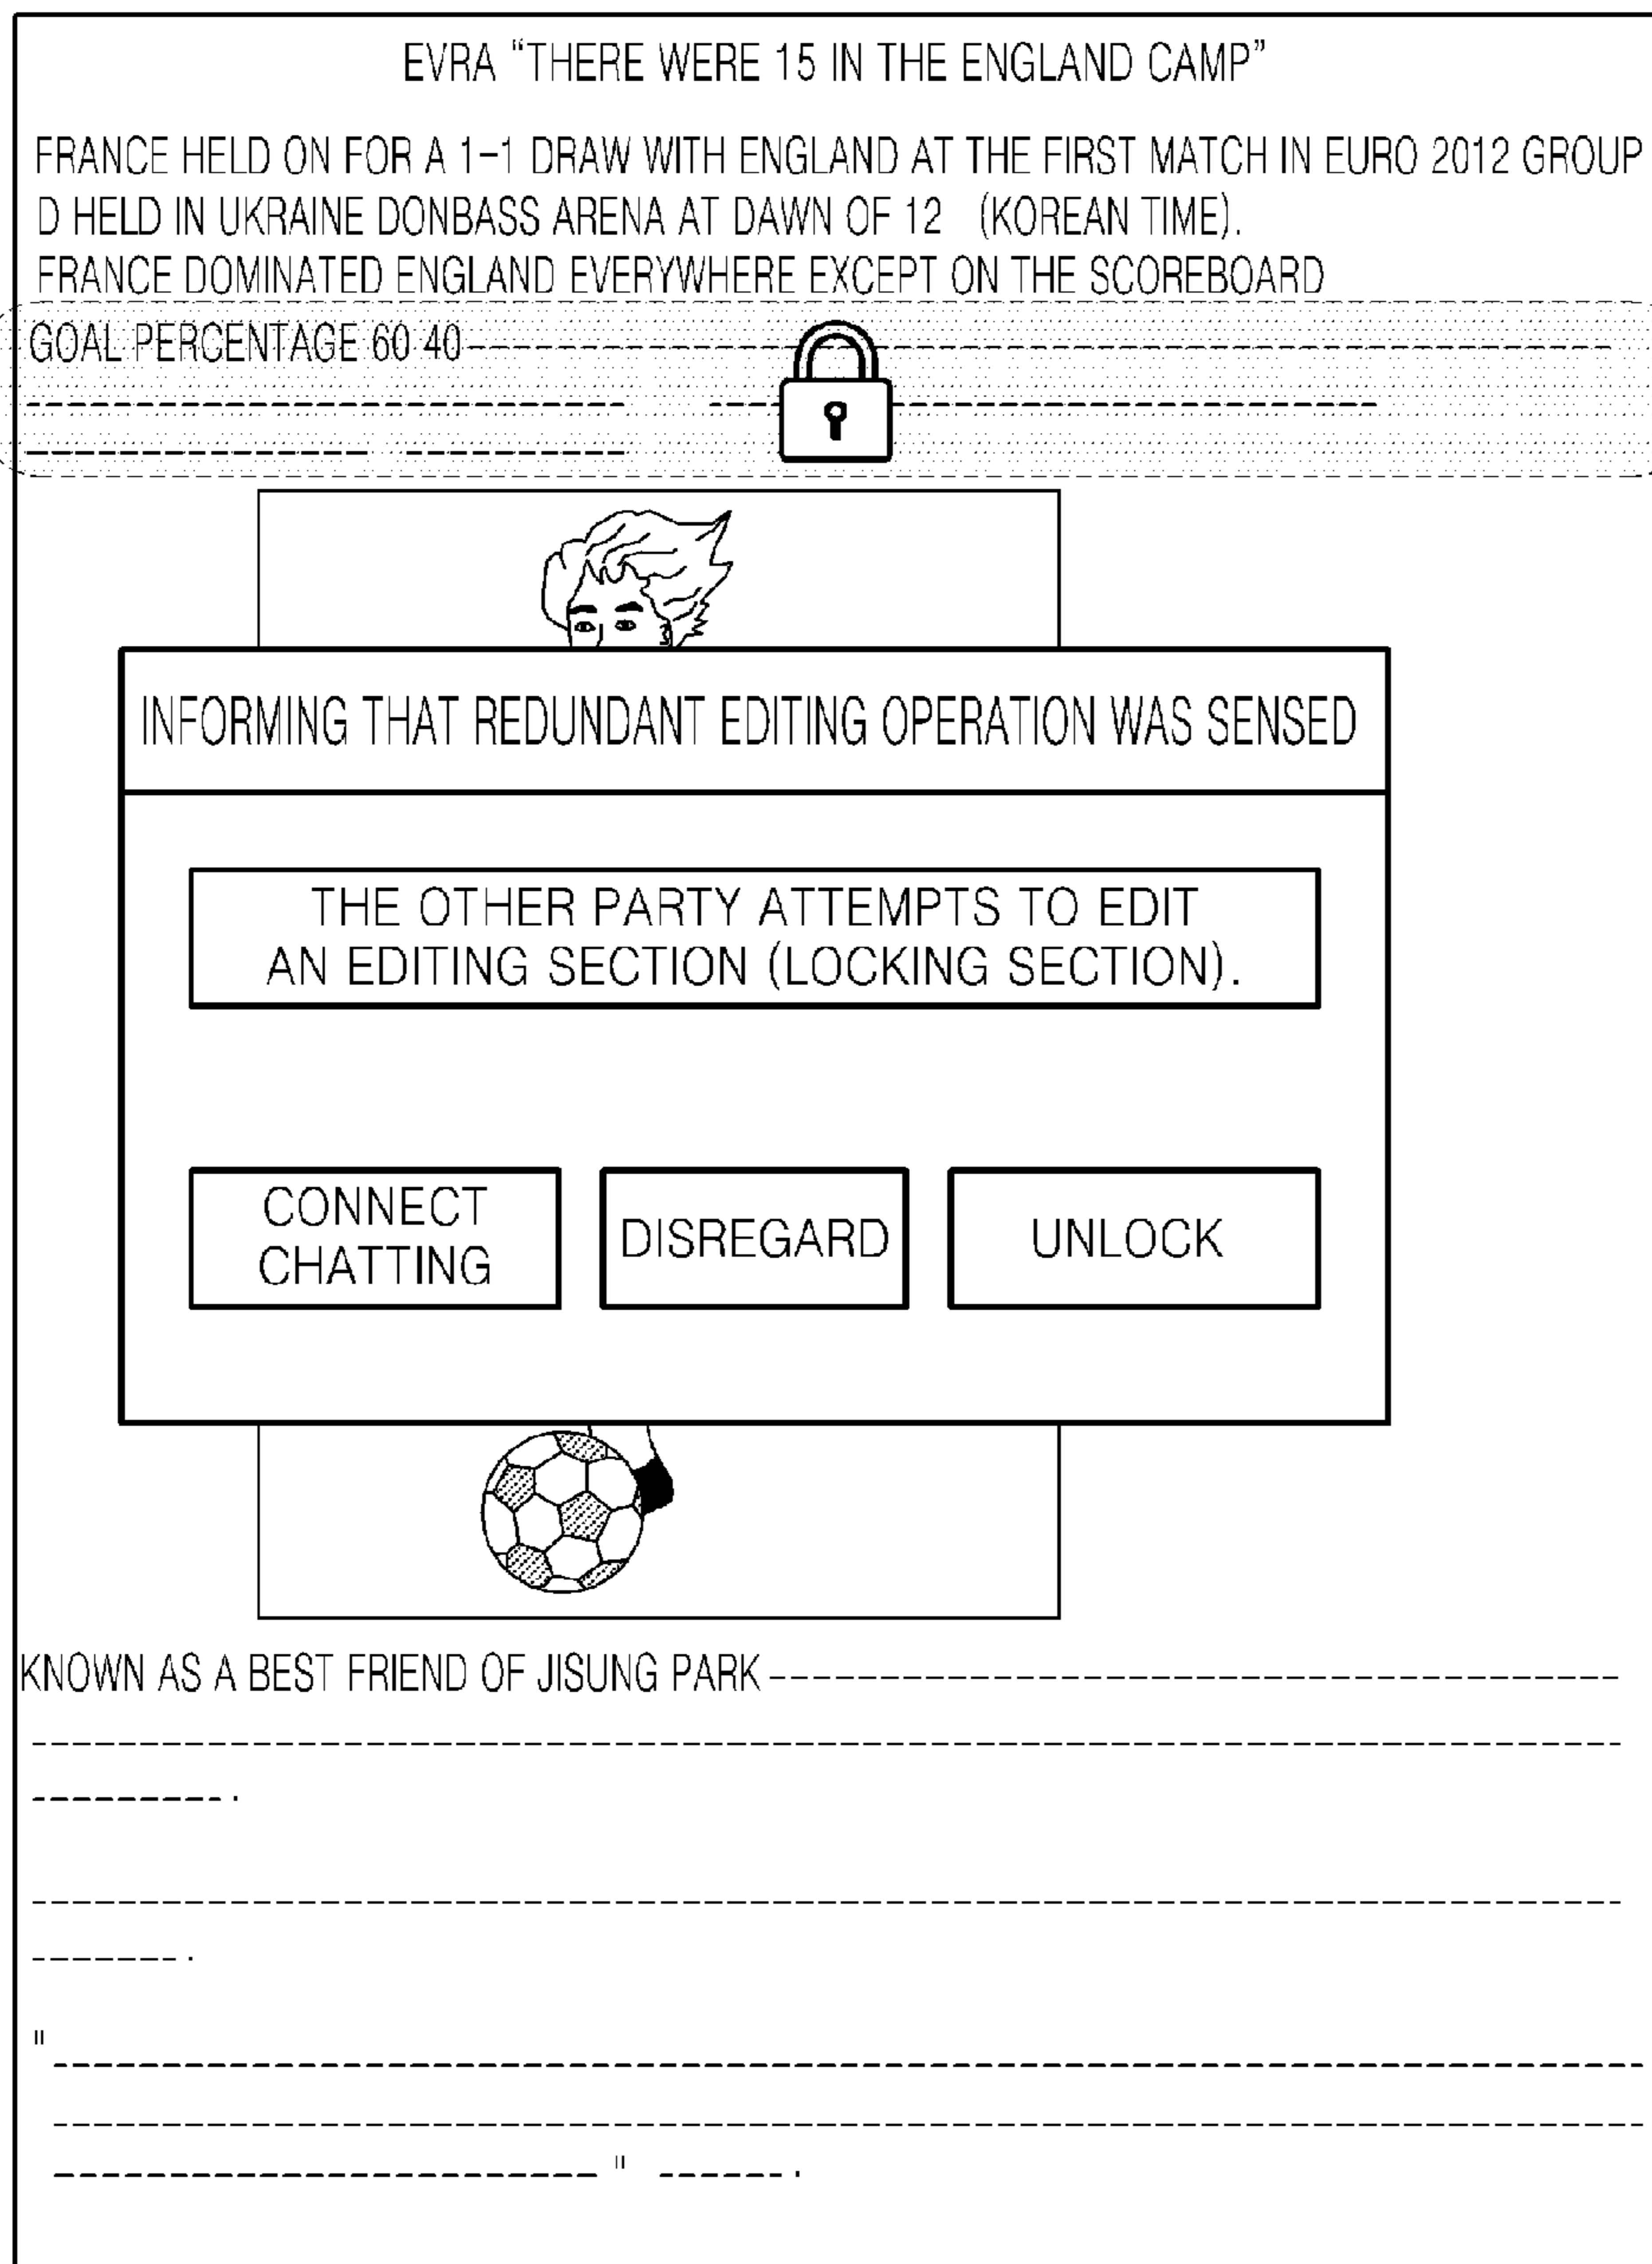 EVRA “THERE WERE 15 IN THE ENGLAND CAMP”
FRANCE HELD ON FOR A 1–1 DRAW WITH ENGLAND AT THE FIRST MATCH IN EURO 2012 GROUP
D HELD IN UKRAINE DONBASS ARENA AT DAWN OF 12 (KOREAN TIME).
FRANCE DOMINATED ENGLAND EVERYWHERE EXCEPT ON THE SCOREBOARD
GOAL PERCENTAGE 60 40
INFORMING THAT REDUNDANT EDITING OPERATION WAS SENSED
THE OTHER PARTY ATTEMPTS TO EDIT
AN EDITING SECTION (LOCKING SECTION).
CONNECT
CHATTING
DISREGARD
UNLOCK
KNOWN AS A BEST FRIEND OF JISUNG PARK